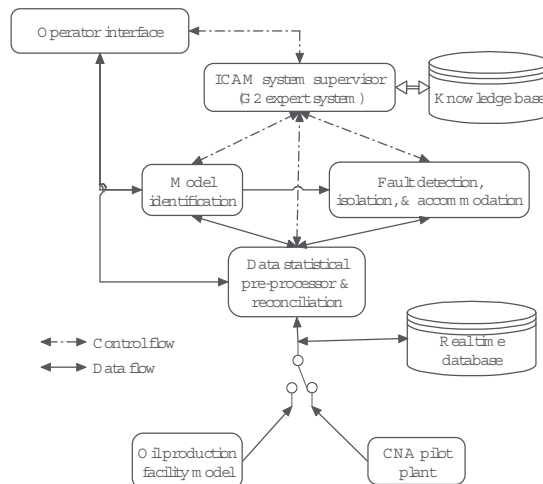 Operator interface
ICAM system supervisor
(G2 expert system)
Knowledge base
Model
identification
Fault detection,
isolation, & accommodation
Data statistical
pre-processor &
reconciliation
Control flow
Data flow
Realtime
database
Oil production
facility model
CNA pilot
plant